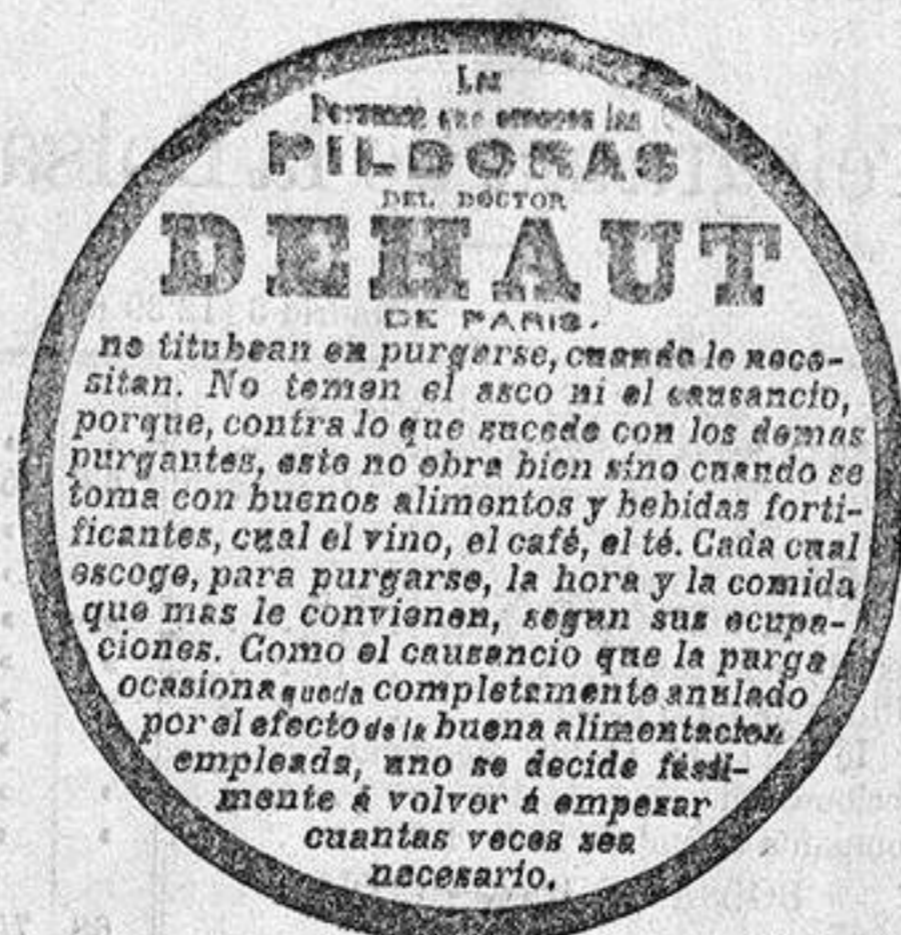 Las
Personas que conocen las
PILDORAS
DEL DOCTOR
DEHAUT
DE PARIS.
no titubean en purgarse, cuando lo nece-
sitan. No temen el asco ni el causancio,
porque, contra lo que sucede con los demas
purgantes, este no obra bien sino cuando se
toma con buenos alimentos y bebidas forti-
ficantes, cual el vino, el café, el té. Cada cual
escoge, para purgarse, la hora y la comida
que mas le convienen, segun sus ocupa-
ciones. Como el causancio que la purga
ocasiona queda completamente anulado
por el efecto de la buena alimentacion
empleada, uno se decide fácil-
mente á volver á empezar
cuantas veces sea
necesario.